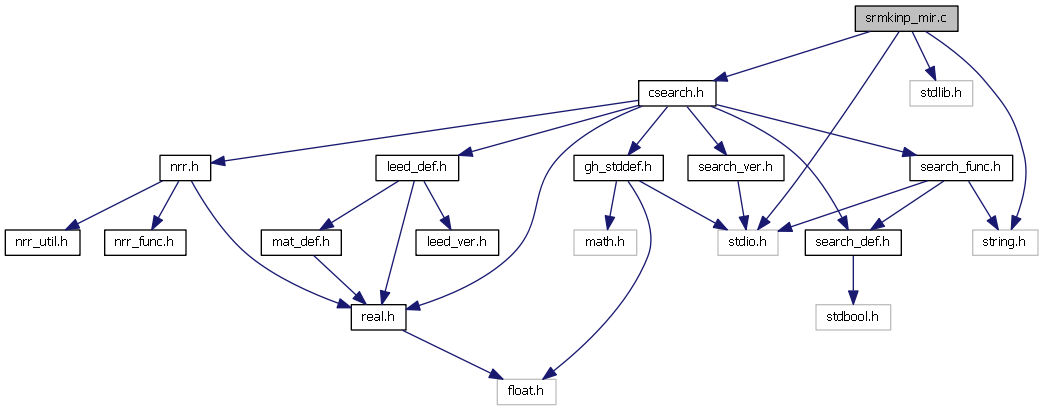 srmkinp_mir.c
csearch.h
stdlib.h
nrr.h
leed_def.h
gh_stddef.h
search_ver.h
search_func.h
nrr_util.h
nrr_func.h
mat_def.h
leed_ver.h
math.h
stdio.h
search_def.h
string.h
real.h
stdbool.h
float.h